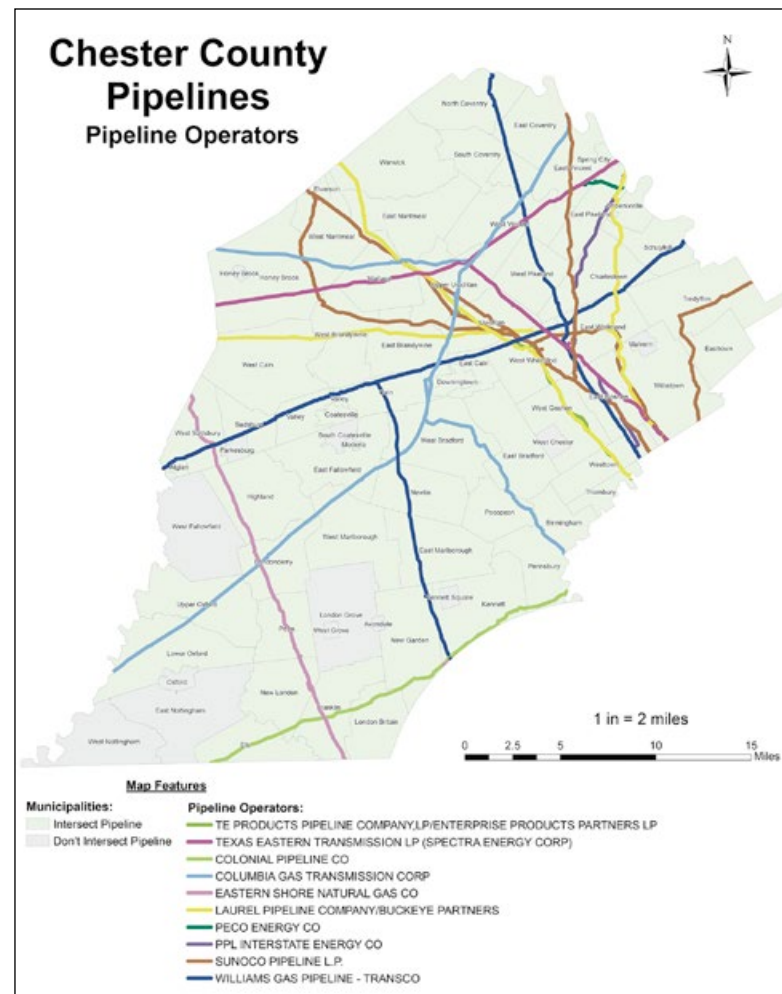 Chester County
Pipelines
Pipeline Operators
N
North Coventry
East Coventry
South Coventry
Warwick
Spring City
East Vincent
Elverson
East Nantmeal
West Vincent
East Pikeland
West Nantmeal
Honey Brook
Honey Brook
Wallace
Upper Uwchlan
West Pikeland
Charlestown
Schuylkill
Tredyffrin
Uwchlan
East Whiteland
West Brandywine
East Brandywine
West Whiteland
Malvern
Easttown
West Caln
East Caln
Downingtown
Willistown
Caln
Valley
Sadsbury
Valley
Coatesville
West Goshen
East Goshen
West Sadsbury
Parkesburg
South Coatesville
Modena
West Bradford
West Chester
East Bradford
Westtown
Atglen
East Fallowfield
Thornbury
Highland
Newlin
West Fallowfield
Pocopson
Birmingham
West Marlborough
East Marlborough
Londonderry
Pennsbury
Upper Oxford
London Grove
Kennett Square
Kennett
West Grove
Avondale
Penn
New Garden
Lower Oxford
Oxford
New London
East Nottingham
Franklin
London Britain
West Nottingham
Elk
1 in = 2 miles
0 2.5 5 10 15
Miles
Map Features
Municipalities:
Intersect Pipeline
Don't Intersect Pipeline
Pipeline Operators:
TE PRODUCTS PIPELINE COMPANY,LP/ENTERPRISE PRODUCTS PARTNERS LP
TEXAS EASTERN TRANSMISSION LP (SPECTRA ENERGY CORP)
COLONIAL PIPELINE CO
COLUMBIA GAS TRANSMISSION CORP
EASTERN SHORE NATURAL GAS CO
LAUREL PIPELINE COMPANY/BUCKEYE PARTNERS
PECO ENERGY CO
PPL INTERSTATE ENERGY CO
SUNOCO PIPELINE L.P.
WILLIAMS GAS PIPELINE - TRANSCO